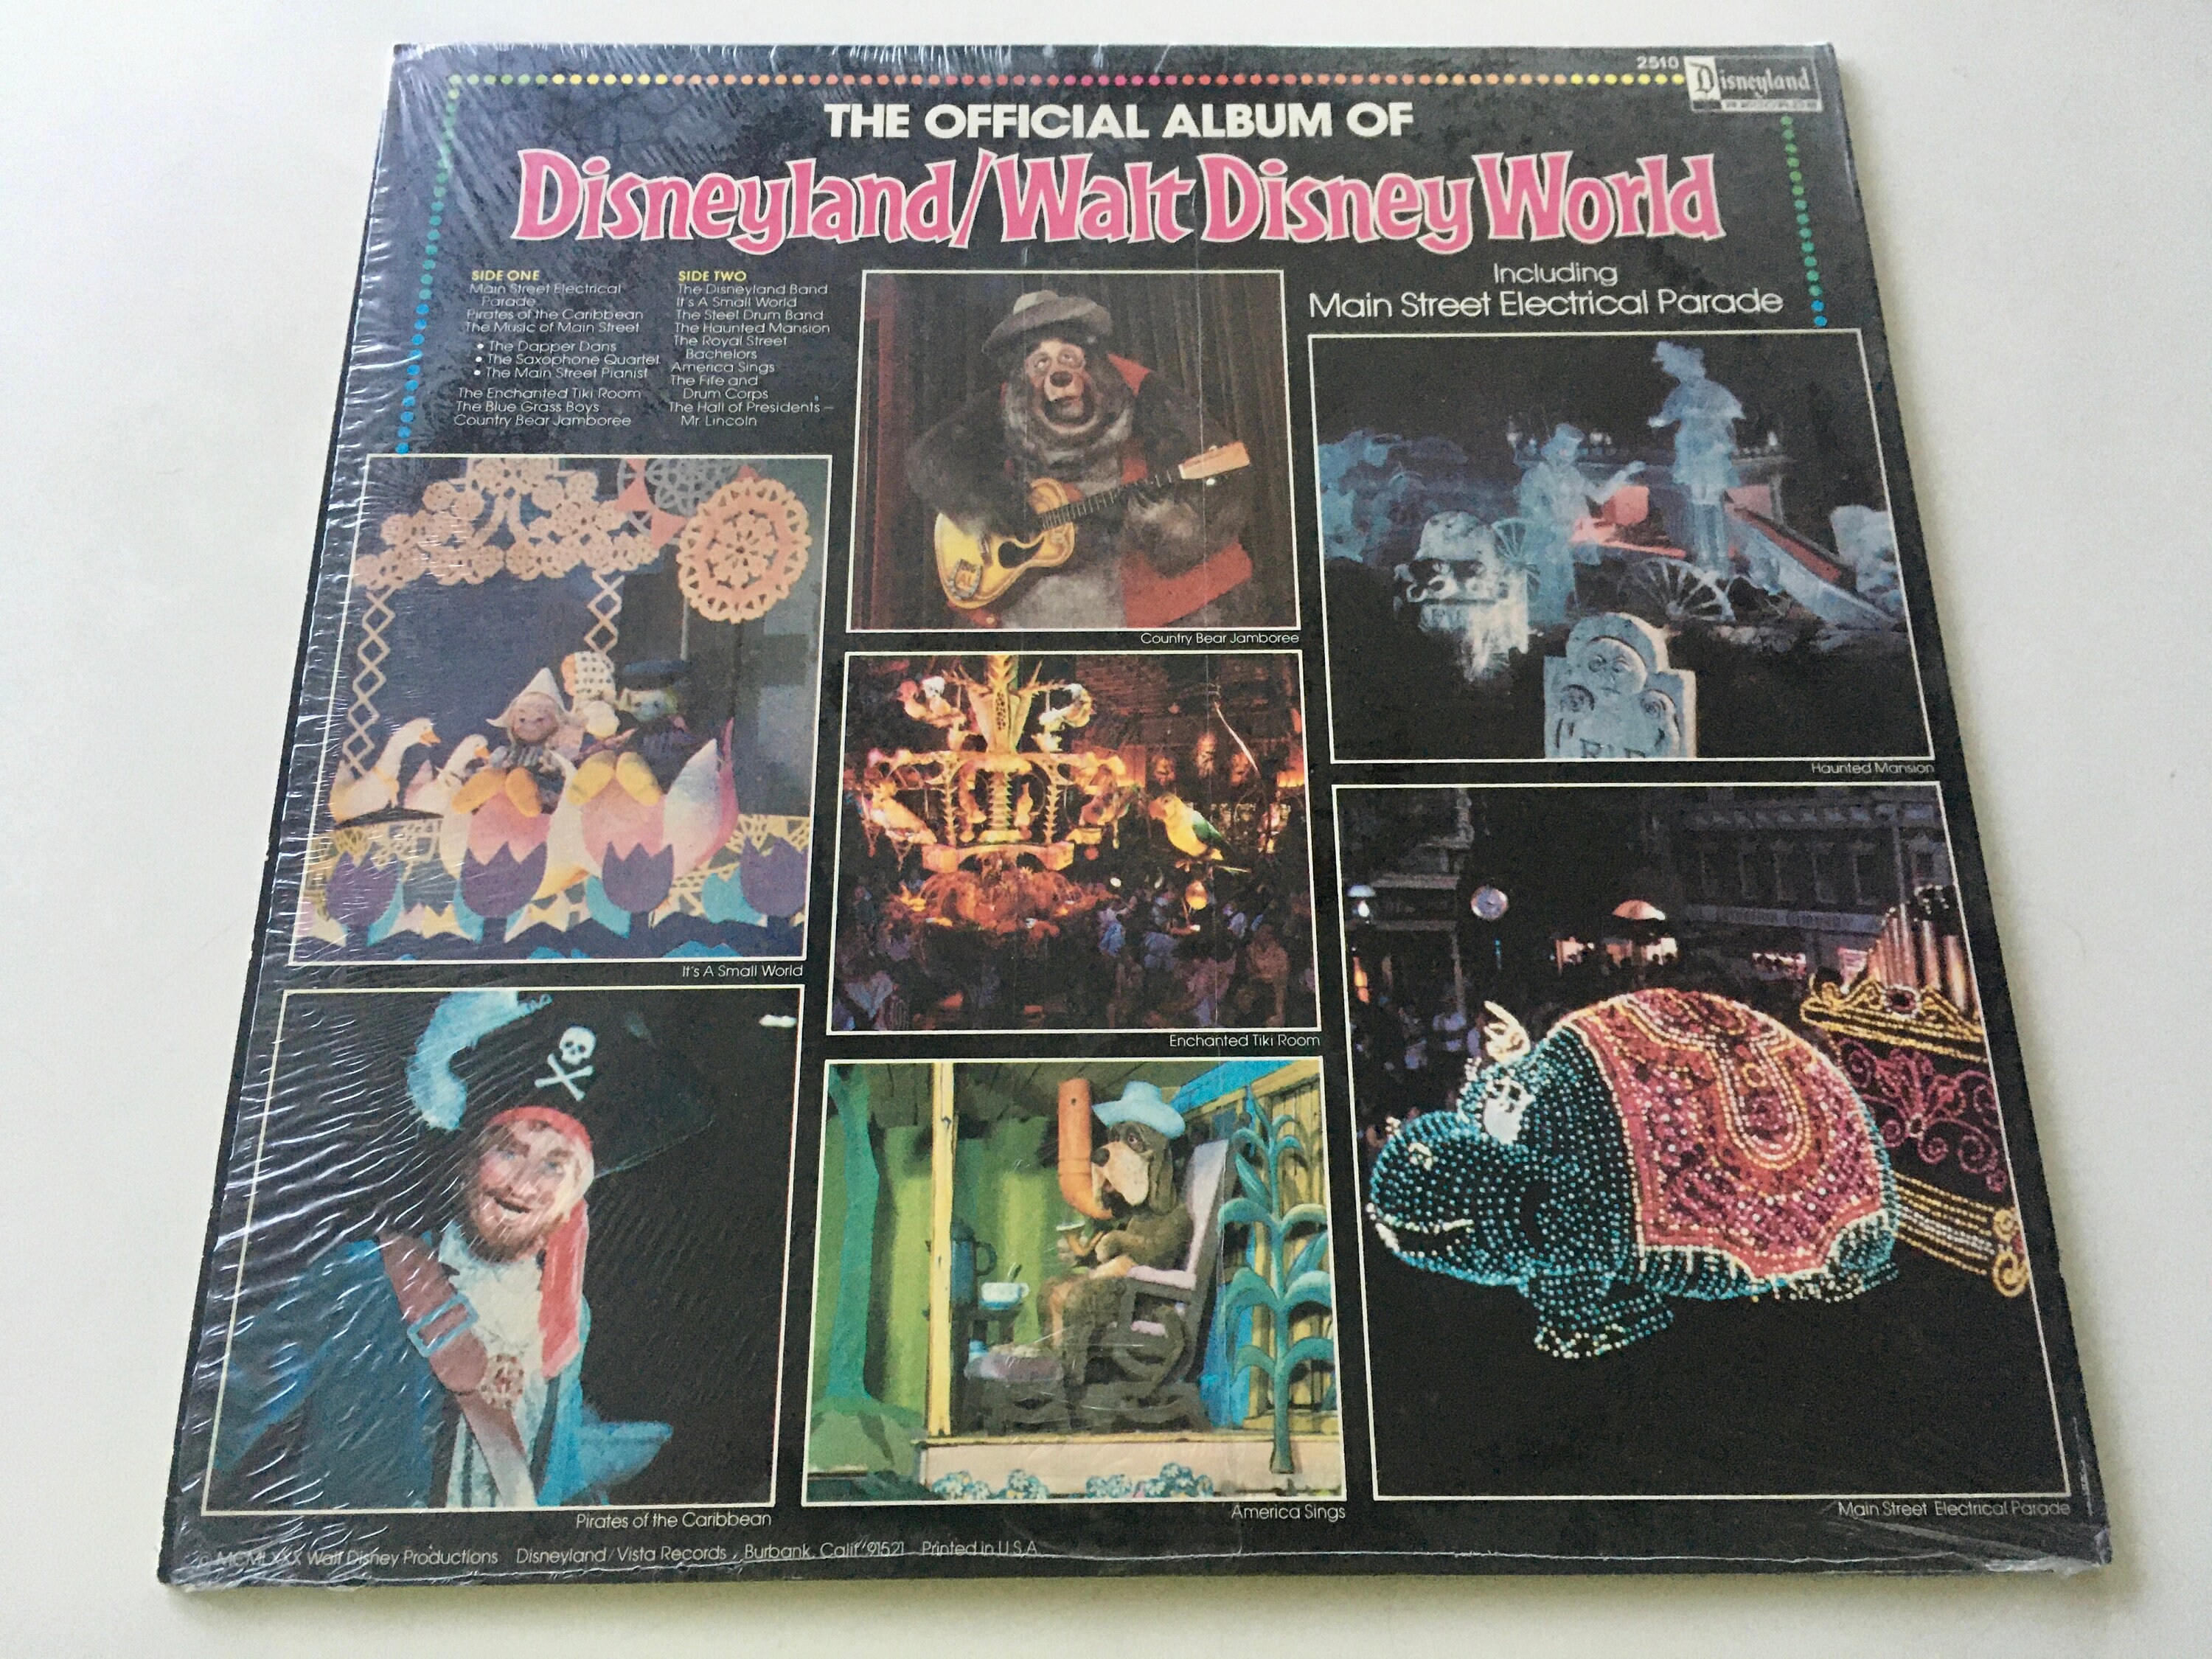 2510
Disneyland
RECORDS
THE OFFICIAL ALBUM OF
Disneyland/Walt Disney World
Including
Main Street Electrical Parade
SIDE ONE
Main Street Electrical
Parade
Pirates of the Caribbean
The Music of Main Street
• The Dapper Dans
• The Saxophone Quartet
• The Main Street Pianist
The Enchanted Tiki Room
The Blue Grass Boys
Country Bear Jamboree
SIDE TWO
The Disneyland Band
It's A Small World
The Steel Drum Band
The Haunted Mansion
The Royal Street
Bachelors
America Sings
The Fife and
Drum Corps
The Hall of Presidents–
Mr. Lincoln
AL
Country Bear Jamboree
R.I.P.
Haunted Mansion
It's A Small World
Enchanted Tiki Room
Pirates of the Caribbean
America Sings
Main Street Electrical Parade
© MCMLXXX Walt Disney Productions Disneyland/Vista Records, Burbank, Calif. 91521 Printed in U.S.A.